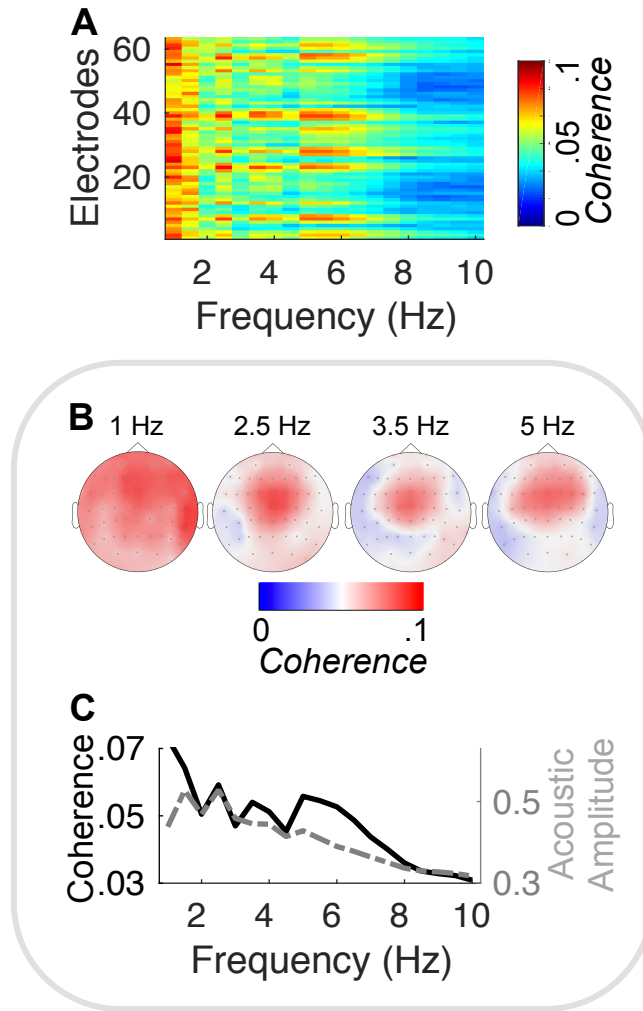 A
Electrodes
60
40
20
2 4 6 8 10
Frequency (Hz)
.1
.05
0
Coherence
B
1 Hz 2.5 Hz 3.5 Hz 5 Hz
0 .1
Coherence
C
Coherence
.07
.05
.03
0.5
0.3
Acoustic
Amplitude
2 4 6 8 10
Frequency (Hz)